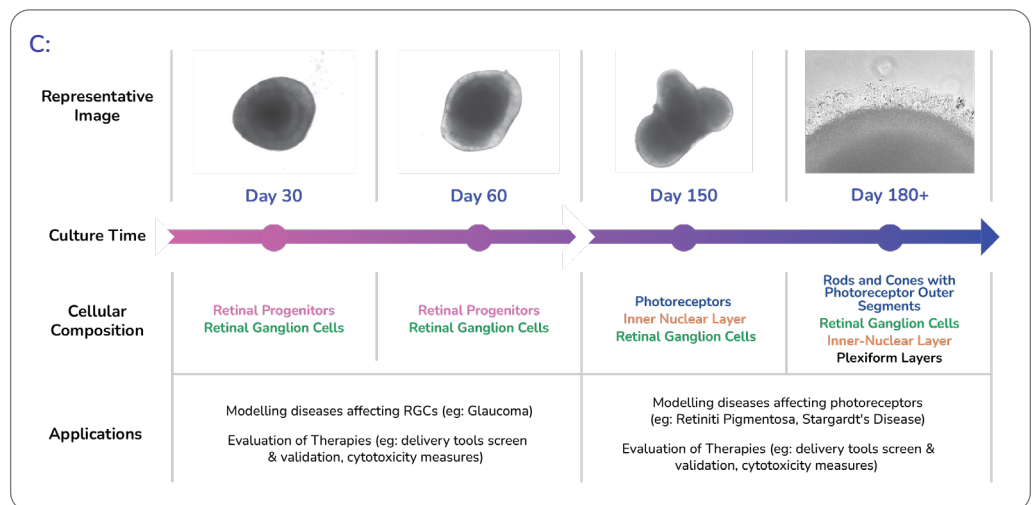 C:
Representative
Image
Day 30
Day 60
Day 150
Day 180+
Culture Time
Cellular
Composition
Retinal Progenitors
Retinal Ganglion Cells
Retinal Progenitors
Retinal Ganglion Cells
Photoreceptors
Inner Nuclear Layer
Retinal Ganglion Cells
Rods and Cones with
Photoreceptor Outer
Segments
Retinal Ganglion Cells
Inner-Nuclear Layer
Plexiform Layers
Applications
Modelling diseases affecting RGCs (eg: Glaucoma)
Evaluation of Therapies (eg: delivery tools screen
& validation, cytotoxicity measures)
Modelling diseases affecting photoreceptors
(eg: Retiniti Pigmentosa, Stargardt's Disease)
Evaluation of Therapies (eg: delivery tools screen &
validation, cytotoxicity measures)